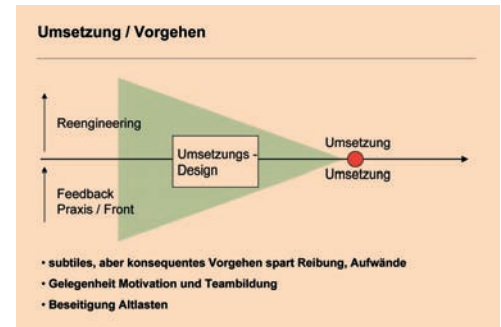 Umsetzung / Vorgehen
Reengineering
Umsetzungs -
Design
Umsetzung
Umsetzung
Feedback
Praxis / Front
• subtiles, aber konsequentes Vorgehen spart Reibung, Aufwände
• Gelegenheit Motivation und Teambildung
• Beseitigung Altlasten